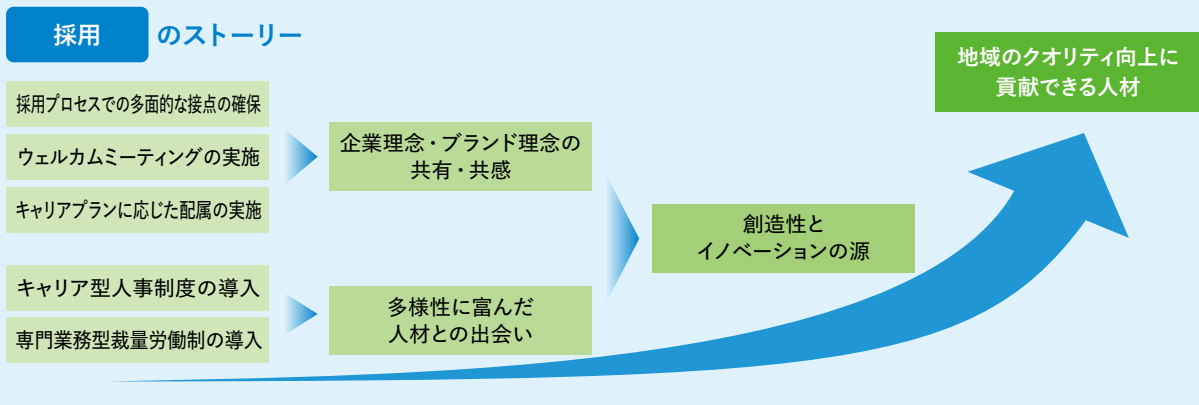 採用 のストーリー
採用プロセスでの多面的な接点の確保
ウェルカムミーティングの実施
キャリアプランに応じた配属の実施
キャリア型人事制度の導入
専門業務型裁量労働制の導入
企業理念・ブランド理念の
共有・共感
多様性に富んだ
人材との出会い
創造性と
イノベーションの源
地域のクオリティ向上に
貢献できる人材